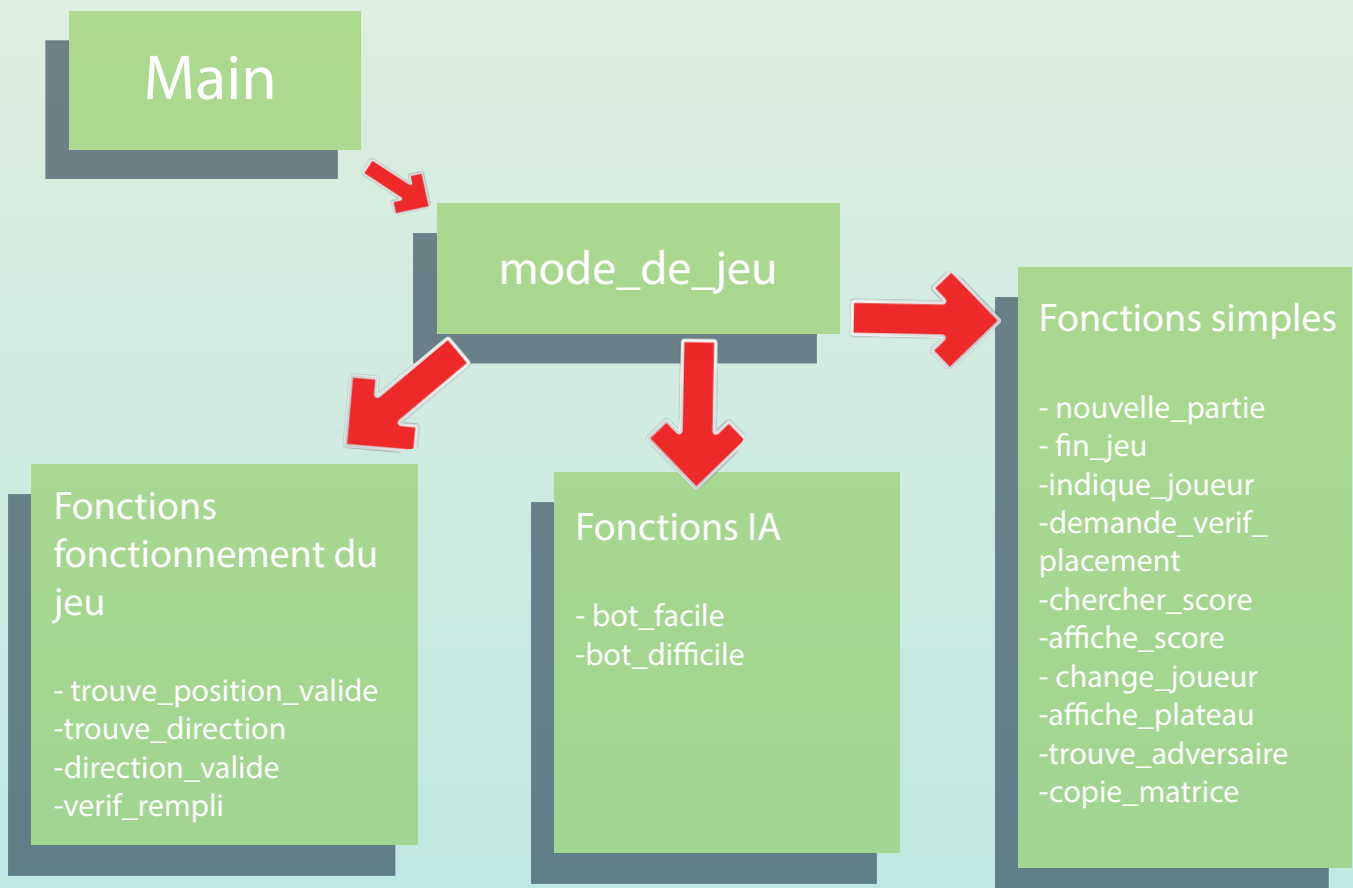 Main
mode_de_jeu
Fonctions
fonctionnement du
jeu
- trouve_position_valide
-trouve_direction
-direction_valide
-verif_rempli
Fonctions IA
- bot_facile
-bot_difficile
Fonctions simples
- nouvelle_partie
- fin_jeu
-indique_joueur
-demande_verif_
placement
-chercher_score
-affiche_score
- change_joueur
-affiche_plateau
-trouve_adversaire
-copie_matrice